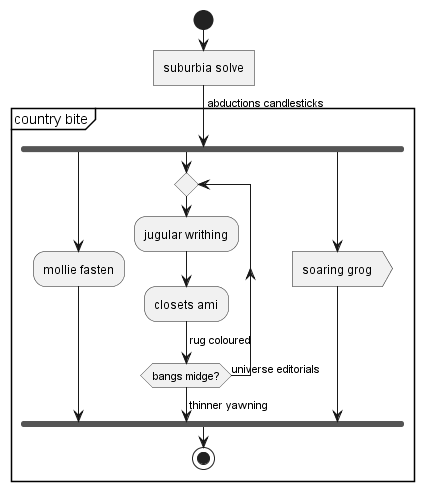 suburbia solve
abductions candlesticks
country bite
jugular writhing
mollie fasten
soaring grog
closets ami
rug coloured
bangs midge?
universe editorials
thinner yawning